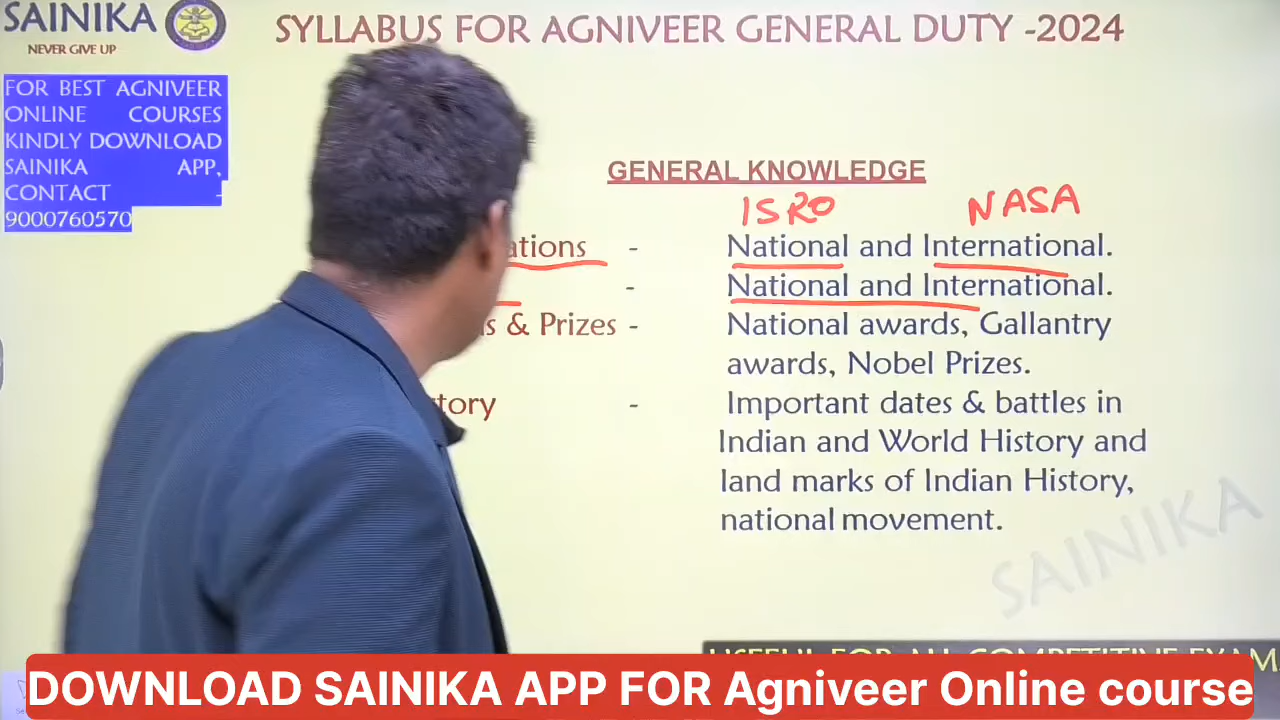 SAINIKA
NEVER GIVE UP
SYLLABUS FOR AGNIVEER GENERAL DUTY -2024
FOR BEST AGNIVEER
ONLINE COURSES
KINDLY DOWNLOAD
SAINIKA APP,
CONTACT -
9000760570
GENERAL KNOWLEDGE
ISRO NASA
- National and International.
- National and International.
& Prizes - National awards, Gallantry
awards, Nobel Prizes.
- Important dates & battles in
Indian and World History and
land marks of Indian History,
national movement.
SAINIKA
DOWNLOAD SAINIKA APP FOR Agniveer Online course